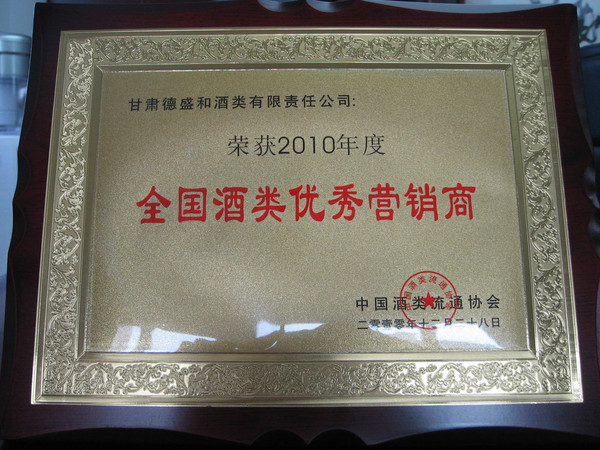 甘肃德盛和酒类有限责任公司:
荣获2010年度
全国酒类优秀营销商
中国酒类流通协会
二零壹零年十二月二十八日